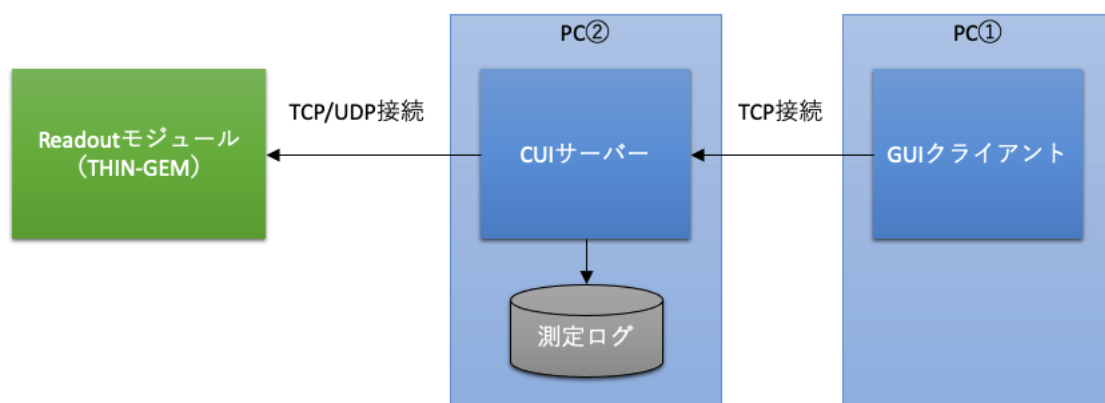 PC②
PC①
TCP/UDP接続
TCP接続
Readoutモジュール
（THIN-GEM）
CUIサーバー
GUIクライアント
測定ログ